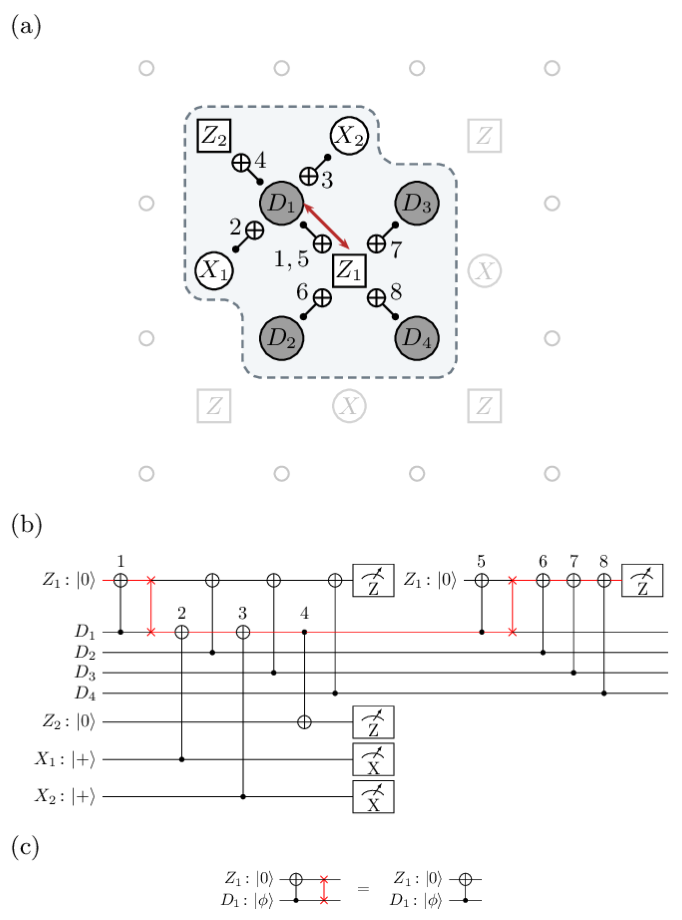 (a)
Z₂ X₂ Z
4 3
D₁ D₃
2 1, 5 7
X₁ Z₁ X
6 8
D₂ D₄
Z X Z
(b)
1 5 6 7 8
Z₁: |0⟩ Z Z₁: |0⟩ Z
2 3 4
D₁
D₂
D₃
D₄
Z₂: |0⟩ Z
X₁: |+⟩ X
X₂: |+⟩ X
(c)
Z₁: |0⟩ = Z₁: |0⟩
D₁: |ϕ⟩ D₁: |ϕ⟩